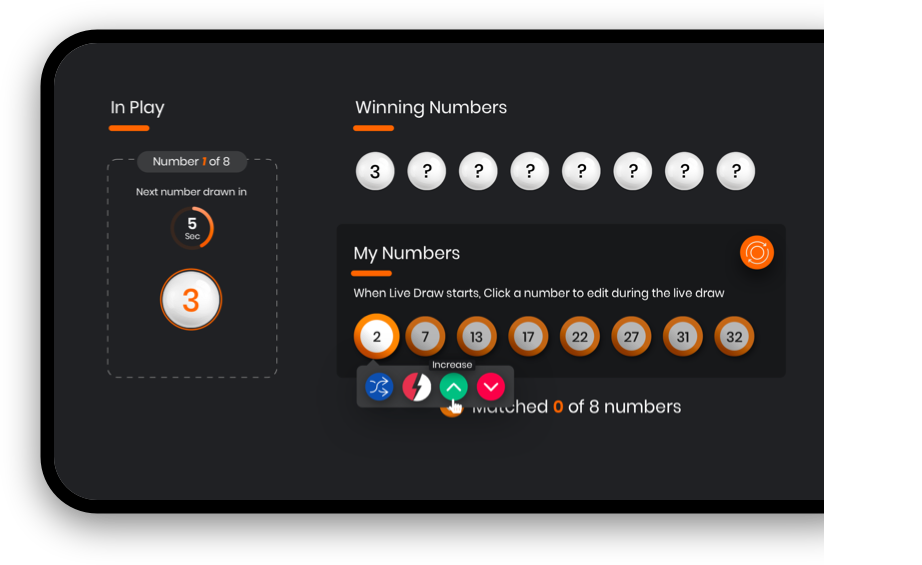 In Play
Number 1 of 8
Next number drawn in
5
Sec
3
Winning Numbers
3 ? ? ? ? ? ? ?
My Numbers
When Live Draw starts, Click a number to edit during the live draw
2 7 13 17 22 27 31 32
Increase
Matched 0 of 8 numbers